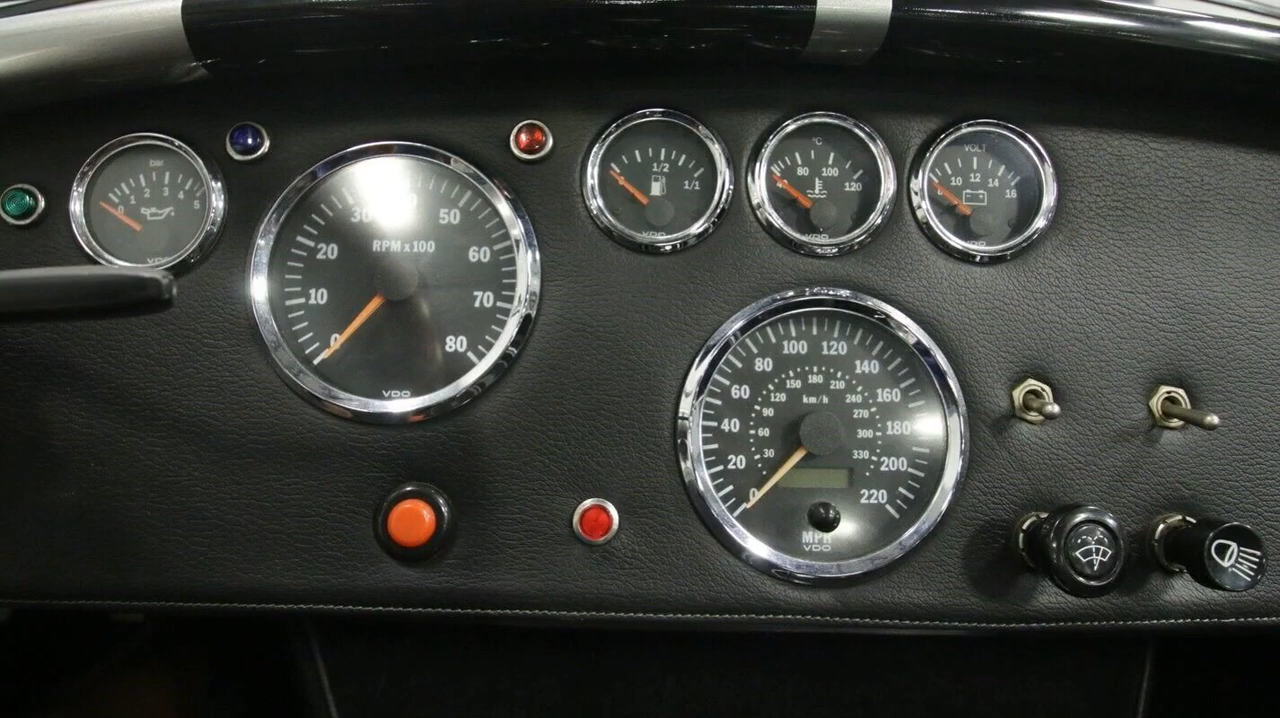 bar
0 1 2 3 4 5
VDO
30 50
20 60
10 70
0 80
RPM x 100
VDO
1/2
1/1
VDO
°C
80 100
120
VDO
VOLT
10 12 14
16
VDO
100 120
80 140
60 160
40 180
20 200
0 220
150 180 210
120 240
90 270
60 300
30 330
km/h
MPH
VDO